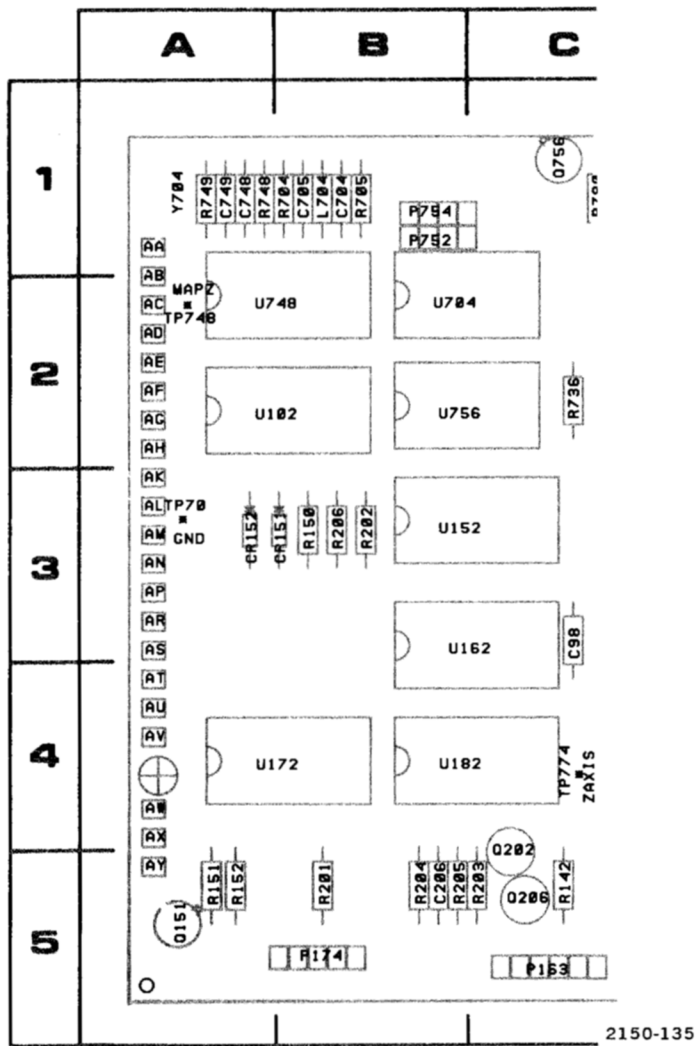 A B C
1
Q756
Y704
R749
C749
C748
R748
R704
C705
L704
C704
R705
P754
P752
AA
AB
MAPZ
AC
TP748
U748
U704
AD
2
AE
AF
AG
U102
U756
R736
AH
AK
AL TP70
AM
GND
CR152
CR151
R150
R206
R202
U152
3
AN
AP
AR
AS
U162
C98
AT
AU
AV
4
U172
U182
TP774
ZAXIS
AW
AX
AY
R151
R152
R201
R204
C206
R205
R203
Q202
Q206
R142
5
Q151
P174
P163
2150-135